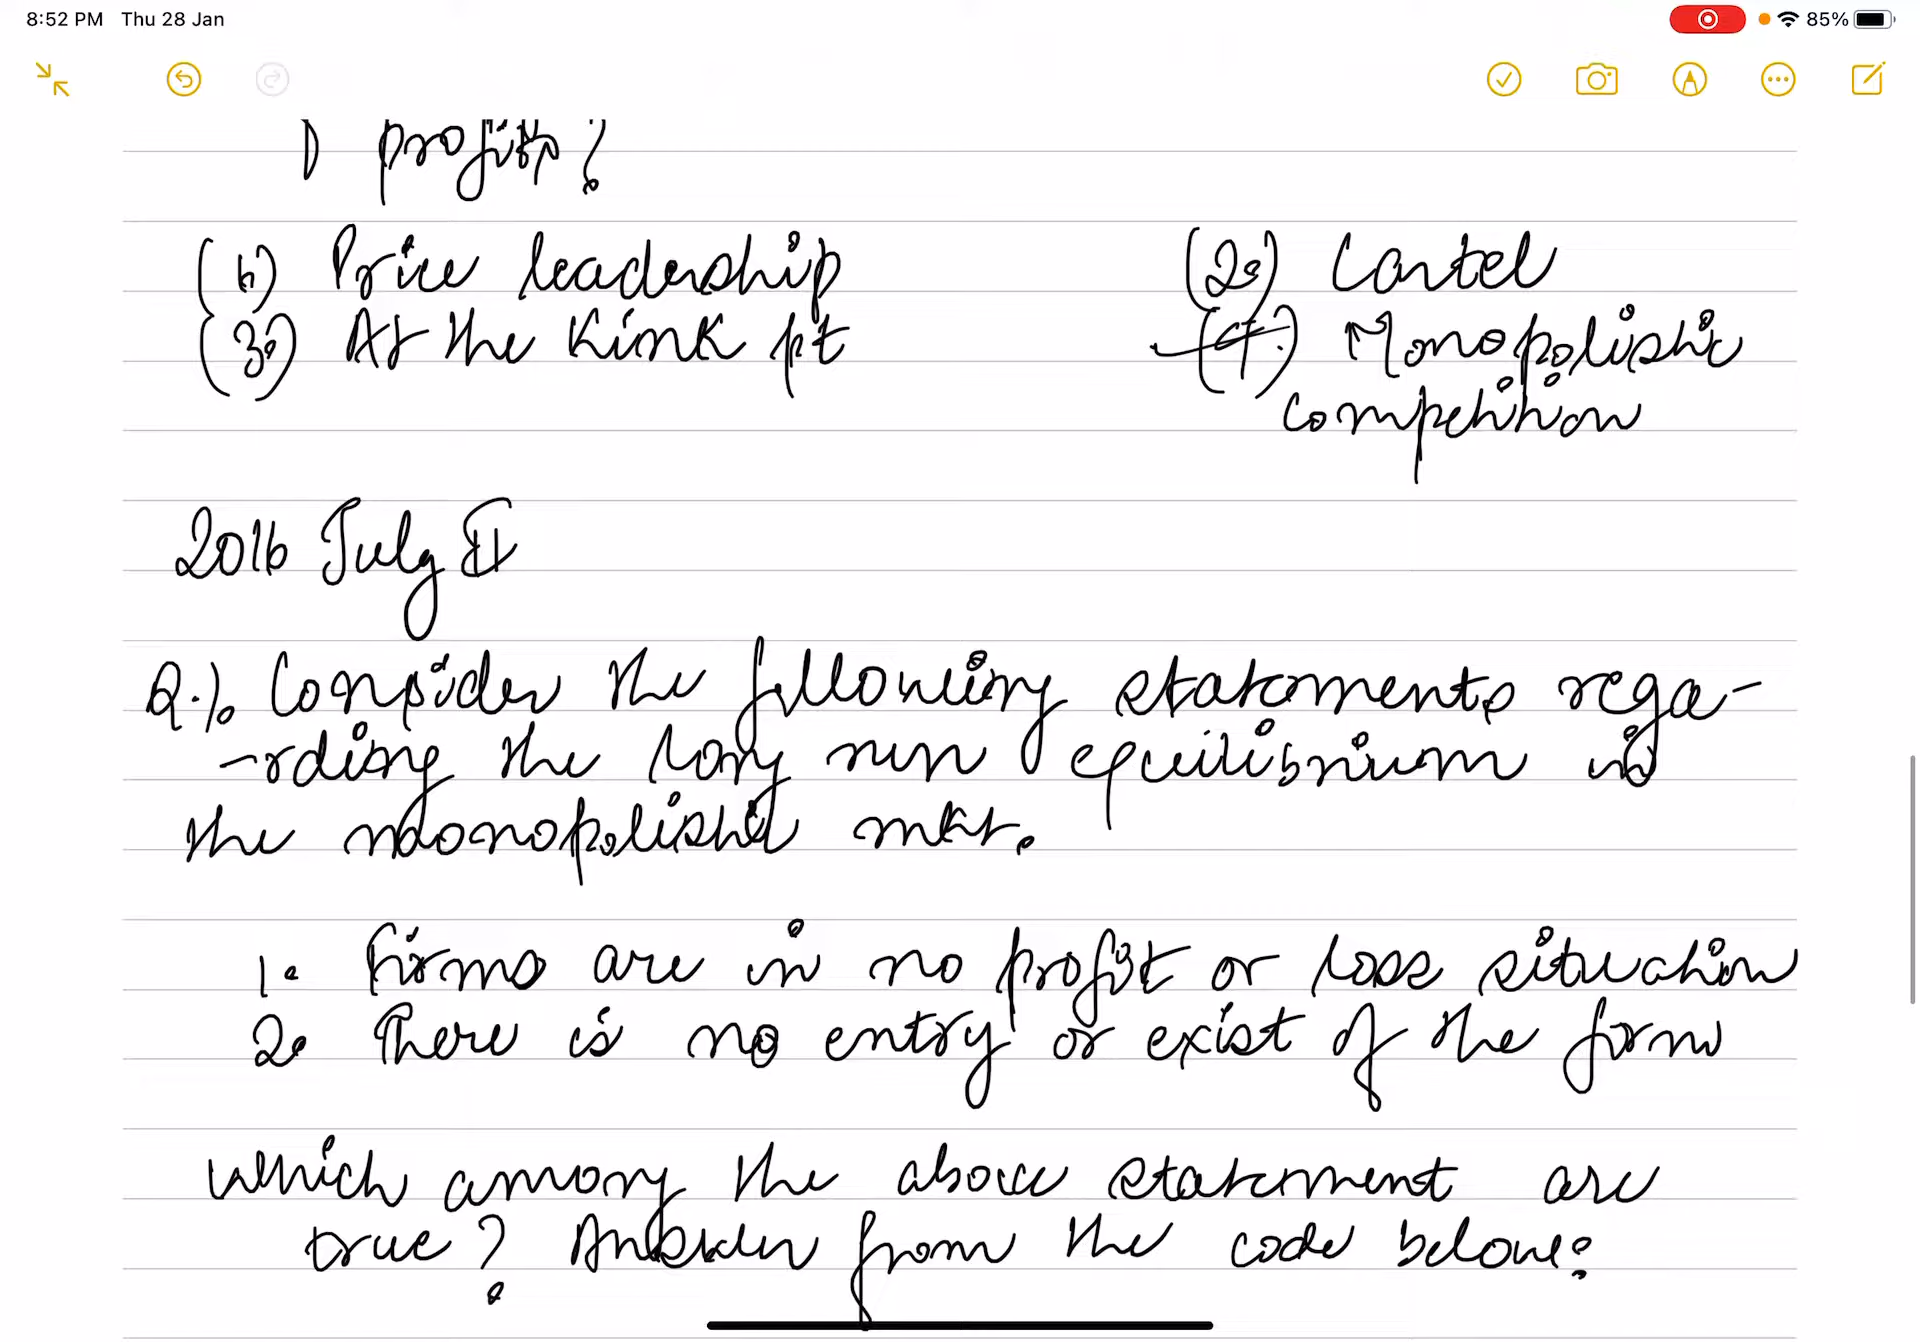 8:52 PM Thu 28 Jan 85%
profits?
(1.) Price leadership (2.) Cartel
(3.) At the Kink pt (4.) Monopolistic
competition
2016 July II
Q.1. Consider the following statements rega-
-rding the long run equilibrium in
the monopolistic mkt.
1. Firms are in no profit or loss situation
2. There is no entry or exist of the firm
which among the above statement are
true? Answer from the code below: